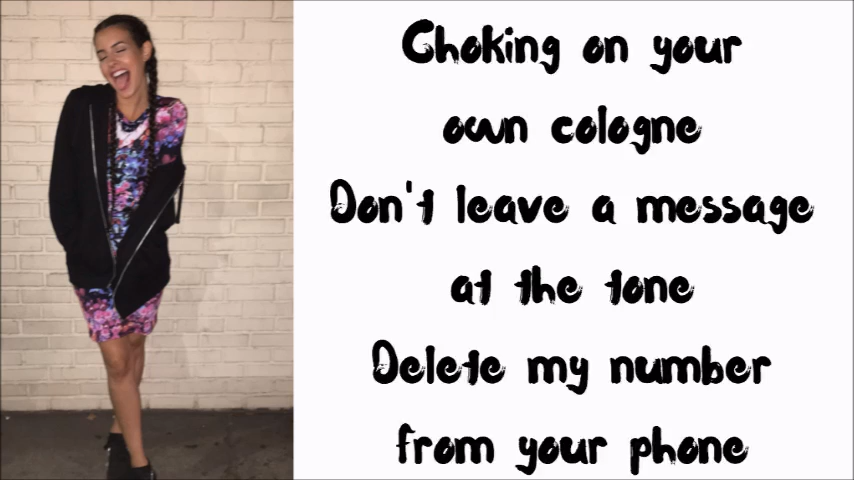 Choking on your
own cologne
Don't leave a message
at the tone
Delete my number
from your phone